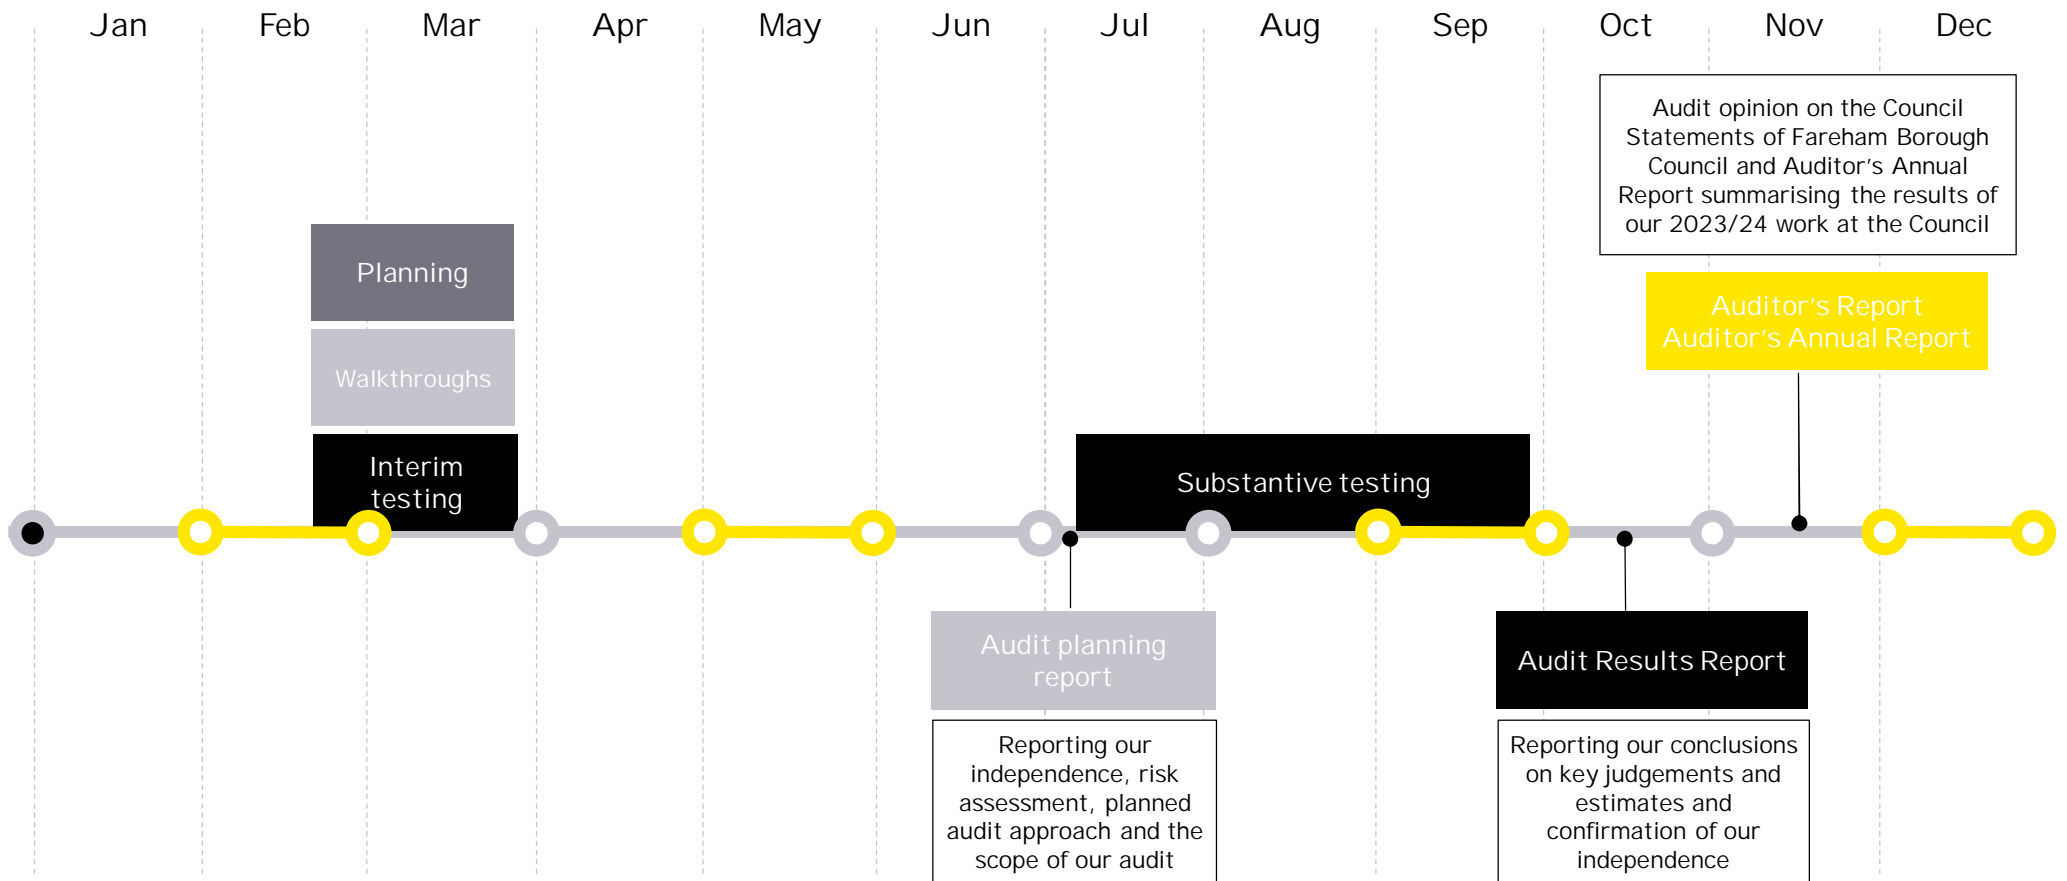 Jan Feb Mar Apr May Jun Jul Aug Sep Oct Nov Dec
Audit opinion on the Council
Statements of Fareham Borough
Council and Auditor's Annual
Report summarising the results of
our 2023/24 work at the Council
Planning
Auditor's Report
Auditor's Annual Report
Walkthroughs
Interim
testing
Substantive testing
Audit planning
report
Audit Results Report
Reporting our
independence, risk
assessment, planned
audit approach and the
scope of our audit
Reporting our conclusions
on key judgements and
estimates and
confirmation of our
independence